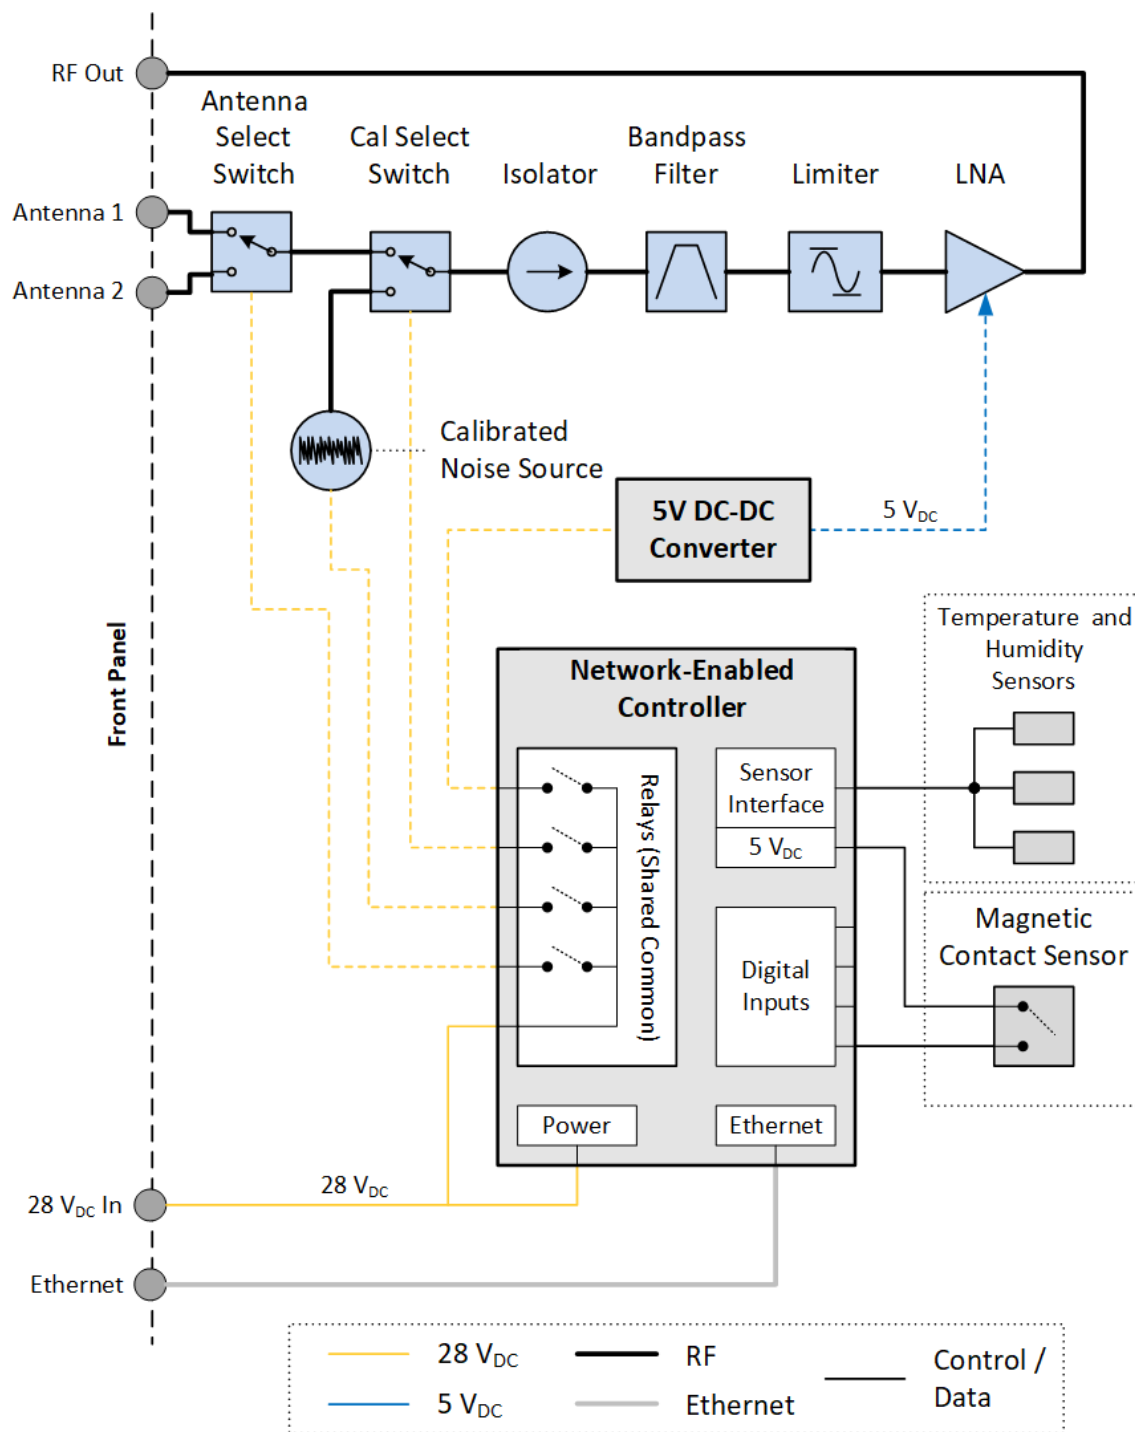 RF Out
Antenna
Select
Switch
Cal Select
Switch
Isolator
Bandpass
Filter
Limiter
LNA
Antenna 1
Antenna 2
Calibrated
Noise Source
5V DC-DC
Converter
5 VDC
Front Panel
Temperature and
Humidity
Sensors
Network-Enabled
Controller
Relays (Shared Common)
Sensor
Interface
5 VDC
Digital
Inputs
Magnetic
Contact Sensor
Power
Ethernet
28 VDC In
28 VDC
Ethernet
28 VDC
RF
Control /
Data
5 VDC
Ethernet